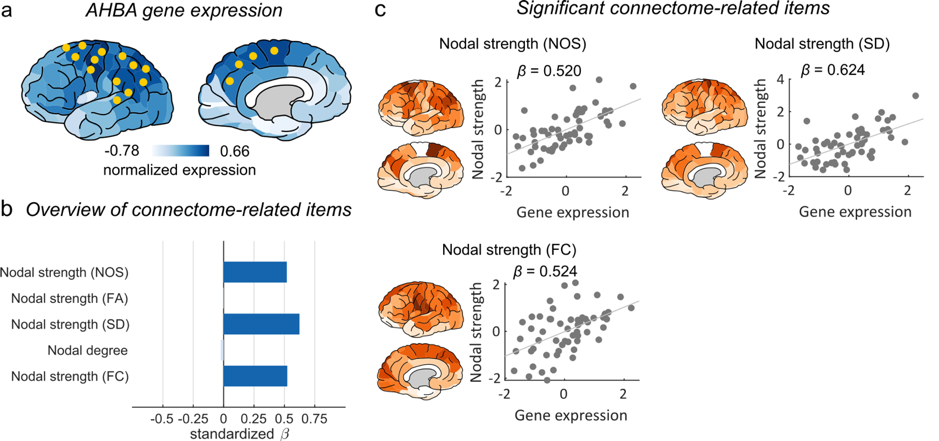 a
AHBA gene expression
-0.78
0.66
normalized expression
b
Overview of connectome-related items
Nodal strength (NOS)
Nodal strength (FA)
Nodal strength (SD)
Nodal degree
Nodal strength (FC)
-0.5 -0.25 0 0.25 0.5 0.75
standardized β
c
Significant connectome-related items
Nodal strength (NOS)
β = 0.520
Nodal strength
2
0
-2
-2 0 2
Gene expression
Nodal strength (SD)
β = 0.624
Nodal strength
4
2
0
-2
-2 0 2
Gene expression
Nodal strength (FC)
β = 0.524
Nodal strength
2
0
-2
-2 0 2
Gene expression